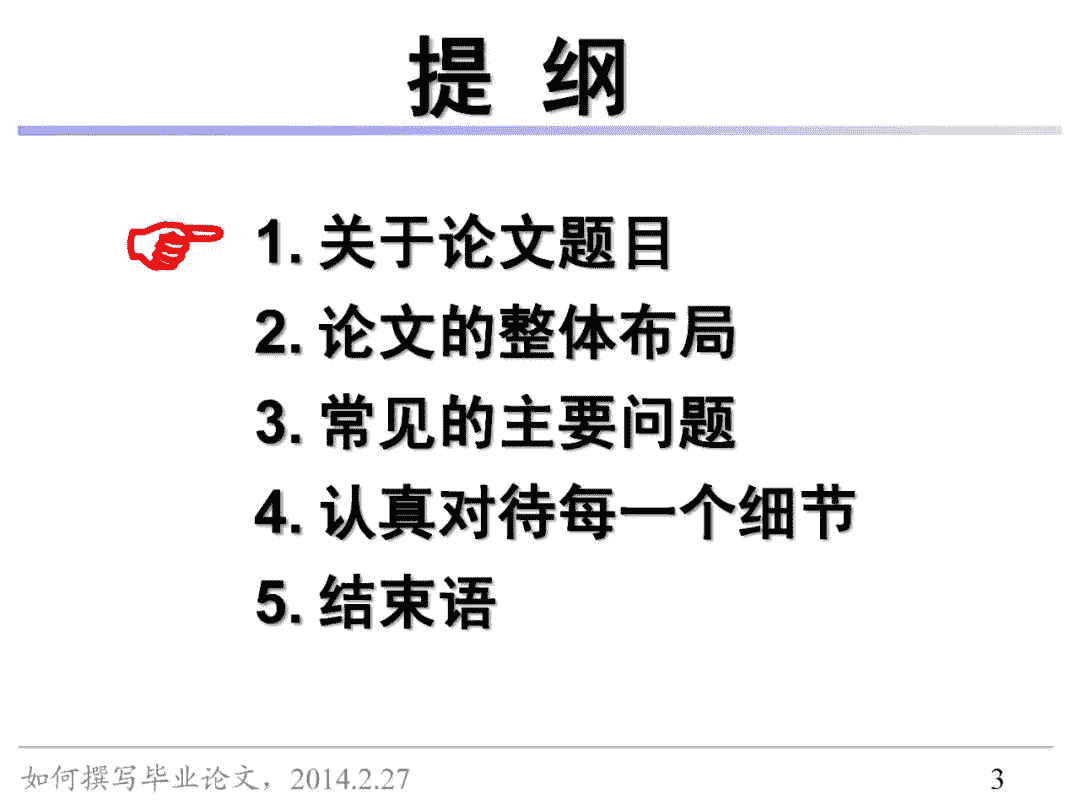 提 纲
1. 关于论文题目
2. 论文的整体布局
3. 常见的主要问题
4. 认真对待每一个细节
5. 结束语
如何撰写毕业论文，2014.2.27
3